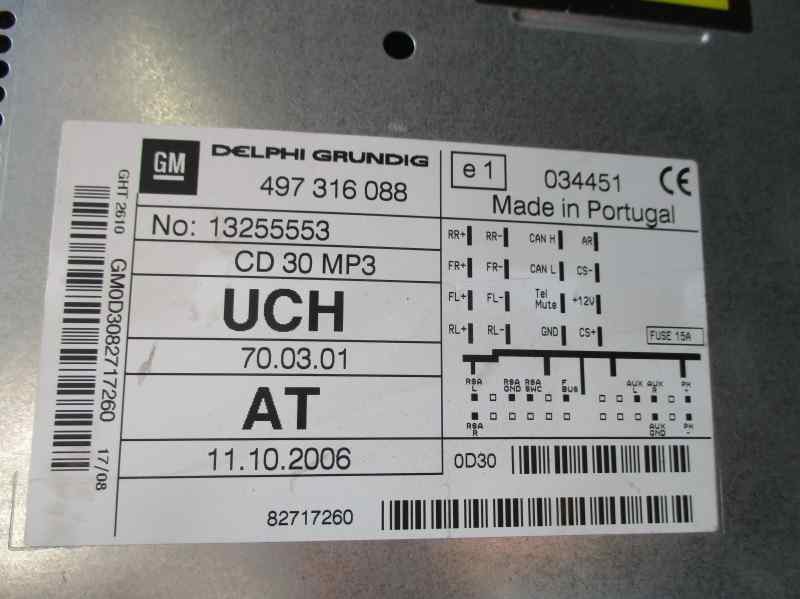 GM
DELPHI GRUNDIG
497 316 088
No: 13255553
CD 30 MP3
UCH
70.03.01
AT
11.10.2006
82717260
GHT 2610
GM0D3082717260
17/08
e 1
034451
CE
Made in Portugal
RR+ RR- CAN H AR
FR+ FR- CAN L CS-
FL+ FL- Tel Mute +12V
RL+ RL- GND CS+
FUSE 15A
RSA L
RSA GND
RSA SWC
F BUS
AUX L
AUX R
PH +
RSA R
AUX GND
PH -
0D30